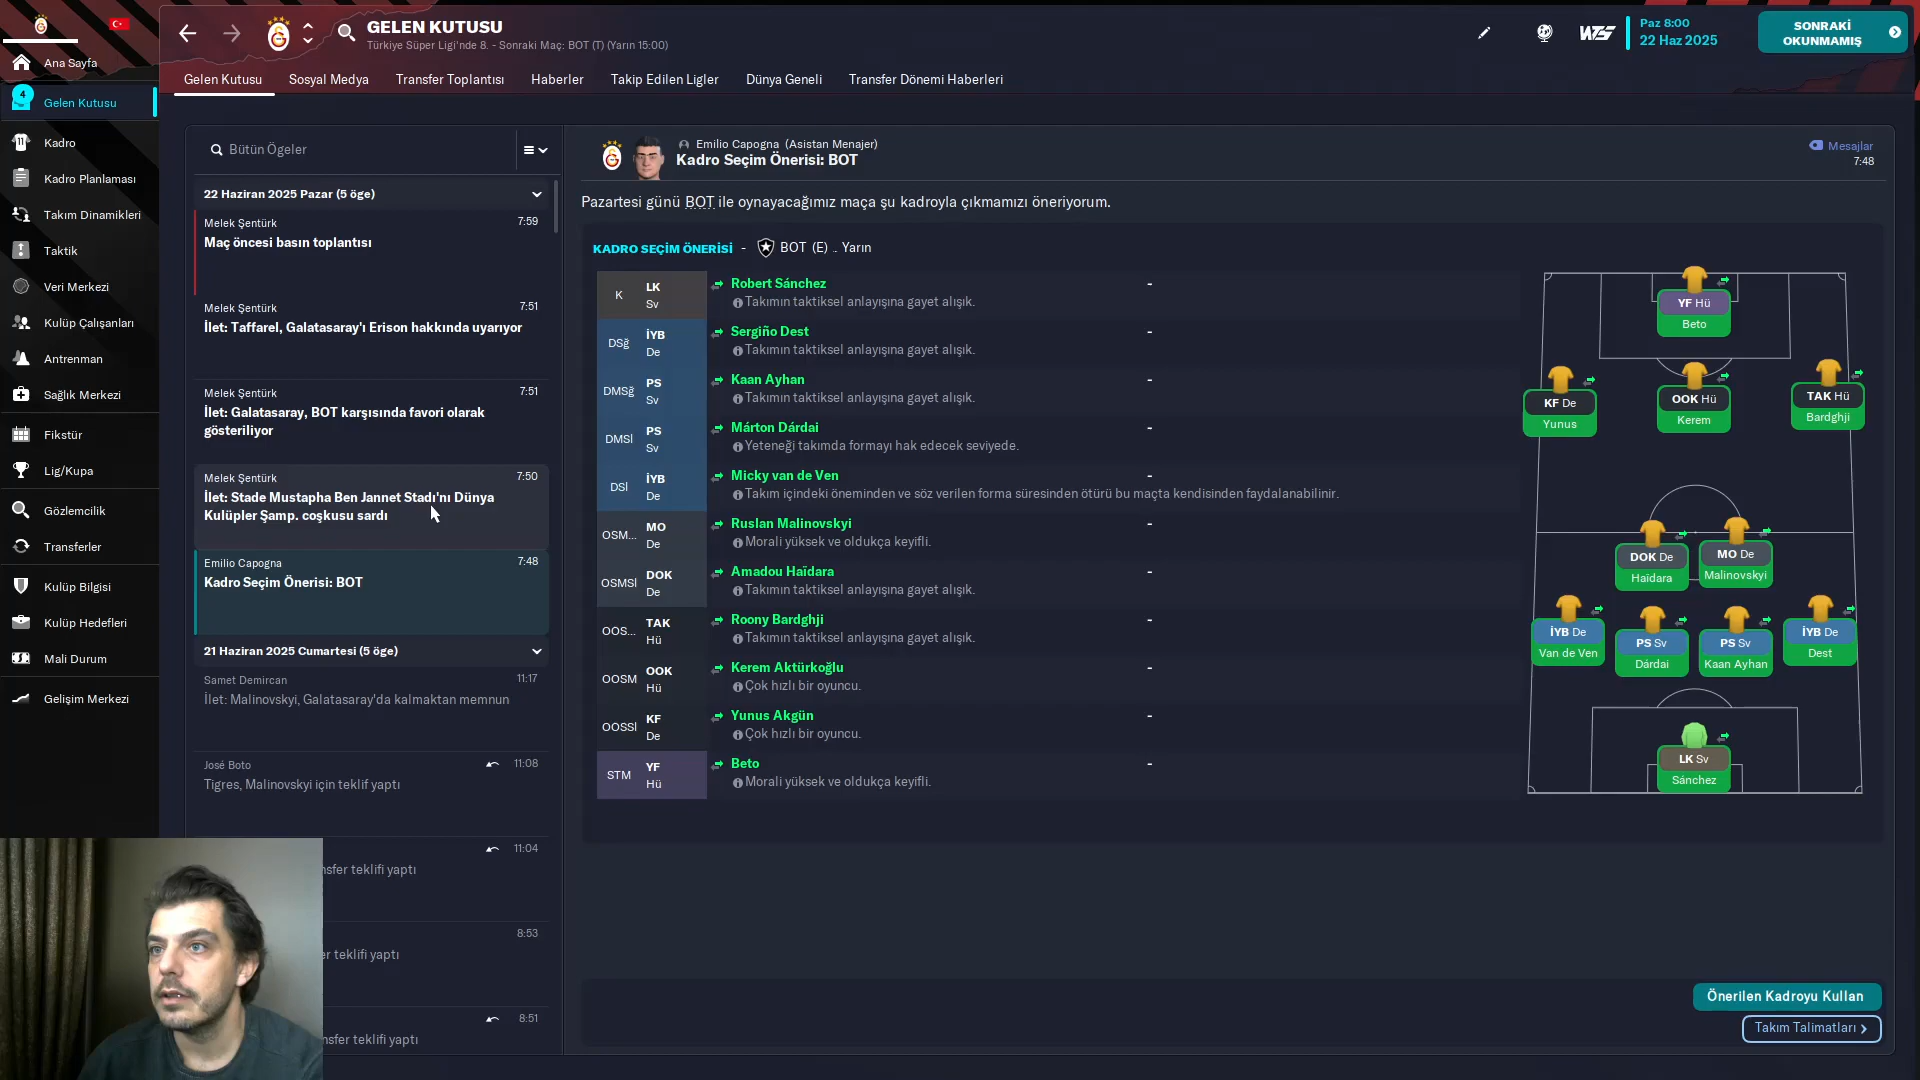 GELEN KUTUSU
Türkiye Süper Ligi'nde 8. - Sonraki Maç: BOT (T) (Yarın 15:00)
Paz 8:00
22 Haz 2025
SONRAKİ
OKUNMAMIŞ
Ana Sayfa
4
Gelen Kutusu
Kadro
Kadro Planlaması
Takım Dinamikleri
Taktik
Veri Merkezi
Kulüp Çalışanları
Antrenman
Sağlık Merkezi
Fikstür
Lig/Kupa
Gözlemcilik
Transferler
Kulüp Bilgisi
Kulüp Hedefleri
Mali Durum
Gelişim Merkezi
Gelen Kutusu Sosyal Medya Transfer Toplantısı Haberler Takip Edilen Ligler Dünya Geneli Transfer Dönemi Haberleri
Bütün Ögeler
22 Haziran 2025 Pazar (5 öge)
Melek Şentürk 7:59
Maç öncesi basın toplantısı
Melek Şentürk 7:51
İlet: Taffarel, Galatasaray'ı Erison hakkında uyarıyor
Melek Şentürk 7:51
İlet: Galatasaray, BOT karşısında favori olarak
gösteriliyor
Melek Şentürk 7:50
İlet: Stade Mustapha Ben Jannet Stadı'nı Dünya
Kulüpler Şamp. coşkusu sardı
Emilio Capogna 7:48
Kadro Seçim Önerisi: BOT
21 Haziran 2025 Cumartesi (5 öge)
Samet Demircan 11:17
İlet: Malinovskyi, Galatasaray'da kalmaktan memnun
José Boto 11:08
Tigres, Malinovskyi için teklif yaptı
11:04
nsfer teklifi yaptı
8:53
er teklifi yaptı
8:51
nsfer teklifi yaptı
Emilio Capogna (Asistan Menajer)
Kadro Seçim Önerisi: BOT
Mesajlar
7:48
Pazartesi günü BOT ile oynayacağımız maça şu kadroyla çıkmamızı öneriyorum.
KADRO SEÇİM ÖNERİSİ - BOT (E) .. Yarın
K LK Sv Robert Sánchez -
Takımın taktiksel anlayışına gayet alışık.
DSğ İYB De Sergiño Dest -
Takımın taktiksel anlayışına gayet alışık.
DMSğ PS Sv Kaan Ayhan -
Takımın taktiksel anlayışına gayet alışık.
DMSl PS Sv Márton Dárdai -
Yeteneği takımda formayı hak edecek seviyede.
DSl İYB De Micky van de Ven -
Takım içindeki öneminden ve söz verilen forma süresinden ötürü bu maçta kendisinden faydalanabilinir.
OSM... MO De Ruslan Malinovskyi -
Morali yüksek ve oldukça keyifli.
OSMSl DOK De Amadou Haïdara -
Takımın taktiksel anlayışına gayet alışık.
OOS... TAK Hü Roony Bardghji -
Takımın taktiksel anlayışına gayet alışık.
OOSM OOK Hü Kerem Aktürkoğlu -
Çok hızlı bir oyuncu.
OOSSl KF De Yunus Akgün -
Çok hızlı bir oyuncu.
STM YF Hü Beto -
Morali yüksek ve oldukça keyifli.
YF Hü
Beto
KF De
Yunus
OOK Hü
Kerem
TAK Hü
Bardghji
DOK De
Haïdara
MO De
Malinovskyi
İYB De
Van de Ven
PS Sv
Dárdai
PS Sv
Kaan Ayhan
İYB De
Dest
LK Sv
Sánchez
Önerilen Kadroyu Kullan
Takım Talimatları